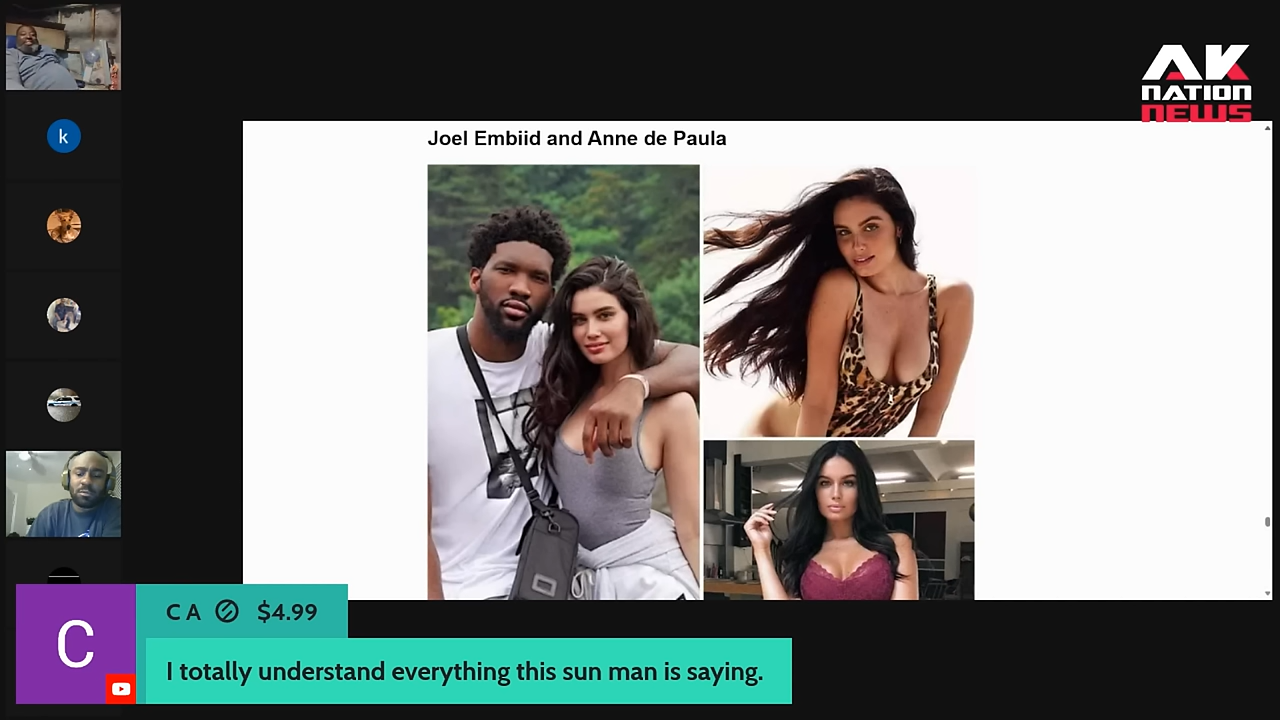 AK
NATION
NEWS
Joel Embiid and Anne de Paula
k
C
C A $4.99
I totally understand everything this sun man is saying.